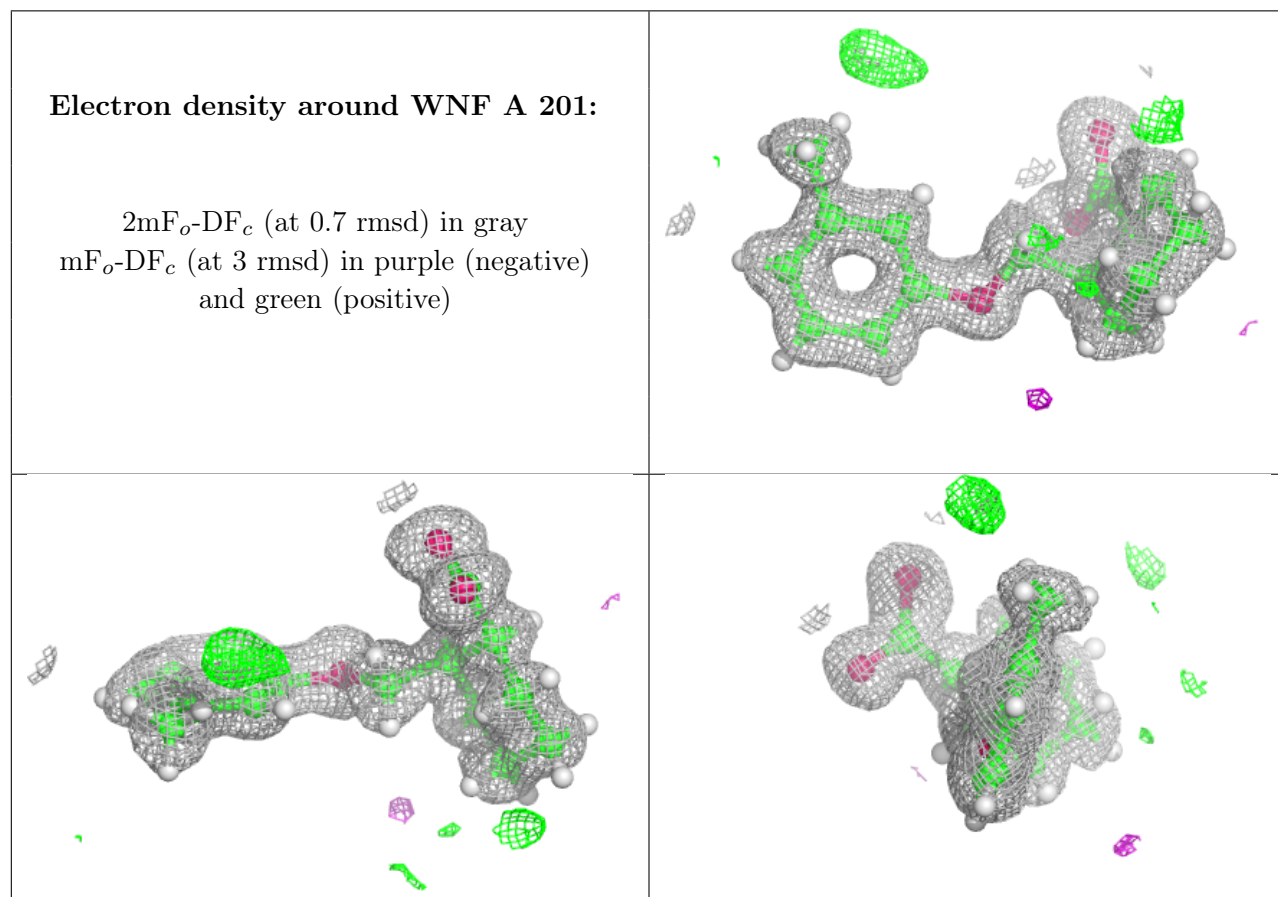 Electron density around WNF A 201:
2mFo-DFc (at 0.7 rmsd) in gray
mFo-DFc (at 3 rmsd) in purple (negative)
and green (positive)